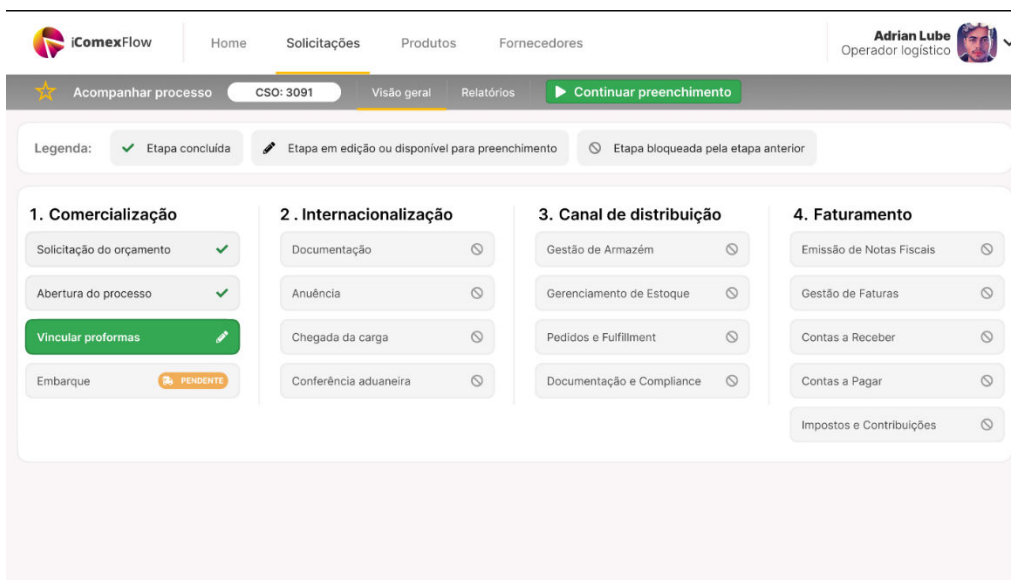 iComexFlow
Home
Solicitações
Produtos
Fornecedores
Adrian Lube
Operador logístico
Acompanhar processo
CSO: 3091
Visão geral
Relatórios
Continuar preenchimento
Legenda:
Etapa concluída
Etapa em edição ou disponível para preenchimento
Etapa bloqueada pela etapa anterior
1. Comercialização
Solicitação do orçamento
Abertura do processo
Vincular proformas
Embarque
PENDENTE
2 . Internacionalização
Documentação
Anuência
Chegada da carga
Conferência aduaneira
3. Canal de distribuição
Gestão de Armazém
Gerenciamento de Estoque
Pedidos e Fulfillment
Documentação e Compliance
4. Faturamento
Emissão de Notas Fiscais
Gestão de Faturas
Contas a Receber
Contas a Pagar
Impostos e Contribuições